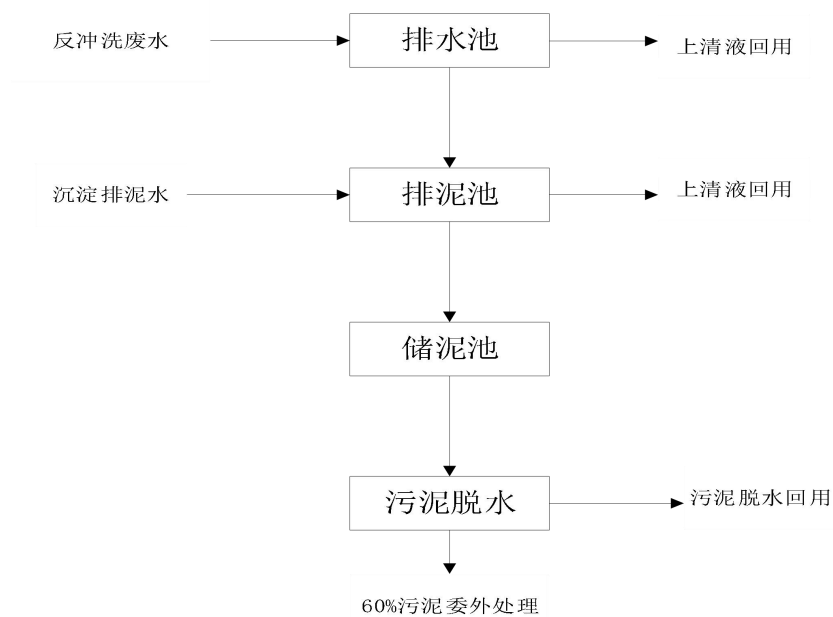 反冲洗废水
排水池
上清液回用
沉淀排泥水
排泥池
上清液回用
储泥池
污泥脱水
污泥脱水回用
60%污泥委外处理